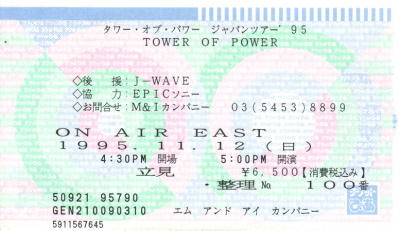 タワー・オブ・パワー ジャパンツアー'95
TOWER OF POWER
◇後 援:J-WAVE
◇協 力:EPICソニー
◇お問合せ:M&Iカンパニー 03(5453)8899
ON AIR EAST
1995.11.12(日)
4:30PM 開場 5:00PM 開演
立見 ¥6,500【消費税込み】
整理№ 100番
50921 95790
GEN210090310 エム アンド アイ カンパニー
5911567645